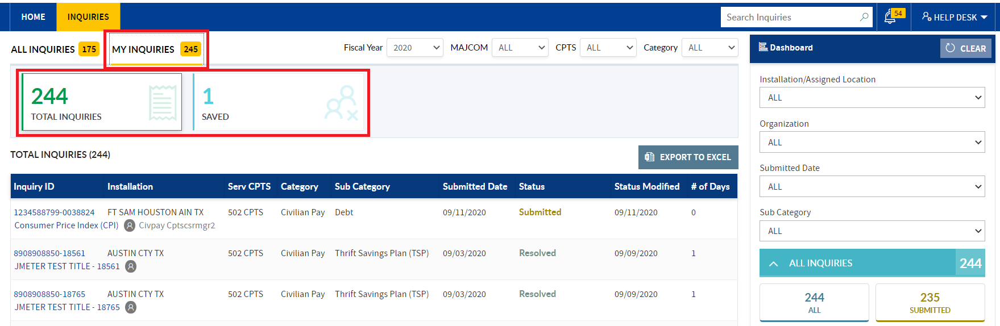 HOME INQUIRIES Search Inquiries 54 HELP DESK
ALL INQUIRIES 175 MY INQUIRIES 245 Fiscal Year 2020 MAJCOM ALL CPTS ALL Category ALL
244
TOTAL INQUIRIES
1
SAVED
TOTAL INQUIRIES (244) EXPORT TO EXCEL
Inquiry ID Installation Serv CPTS Category Sub Category Submitted Date Status Status Modified # of Days
1234588799-0038824 FT SAM HOUSTON AIN TX 502 CPTS Civilian Pay Debt 09/11/2020 Submitted 09/11/2020 0
Consumer Price Index (CPI) Civpay Cptscsrmgr2
8908908850-18561 AUSTIN CTY TX 502 CPTS Civilian Pay Thrift Savings Plan (TSP) 09/03/2020 Resolved 09/09/2020 1
JMETER TEST TITLE - 18561
8908908850-18765 AUSTIN CTY TX 502 CPTS Civilian Pay Thrift Savings Plan (TSP) 09/03/2020 Resolved 09/09/2020 1
JMETER TEST TITLE - 18765
Dashboard CLEAR
Installation/Assigned Location
ALL
Organization
ALL
Submitted Date
ALL
Sub Category
ALL
ALL INQUIRIES 244
244
ALL
235
SUBMITTED